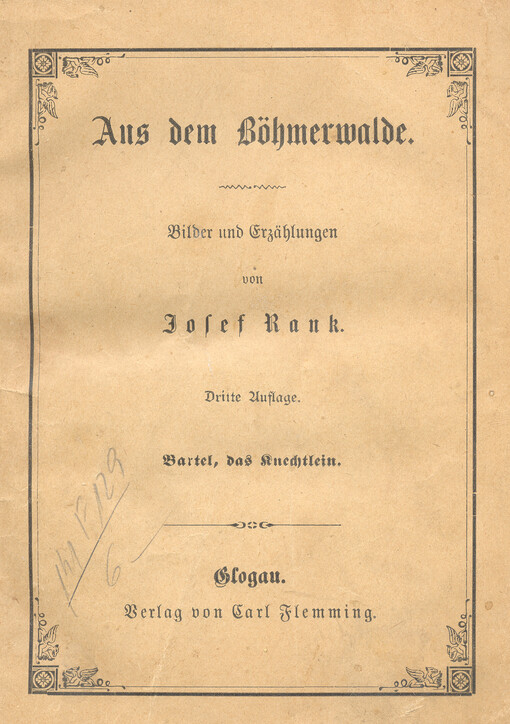 Aus dem Böhmerwalde.
Bilder und Erzählungen
von
Josef Rank.
Dritte Auflage.
Bartel, das Knechtlein.
Glogau.
Verlag von Carl Flemming.
6